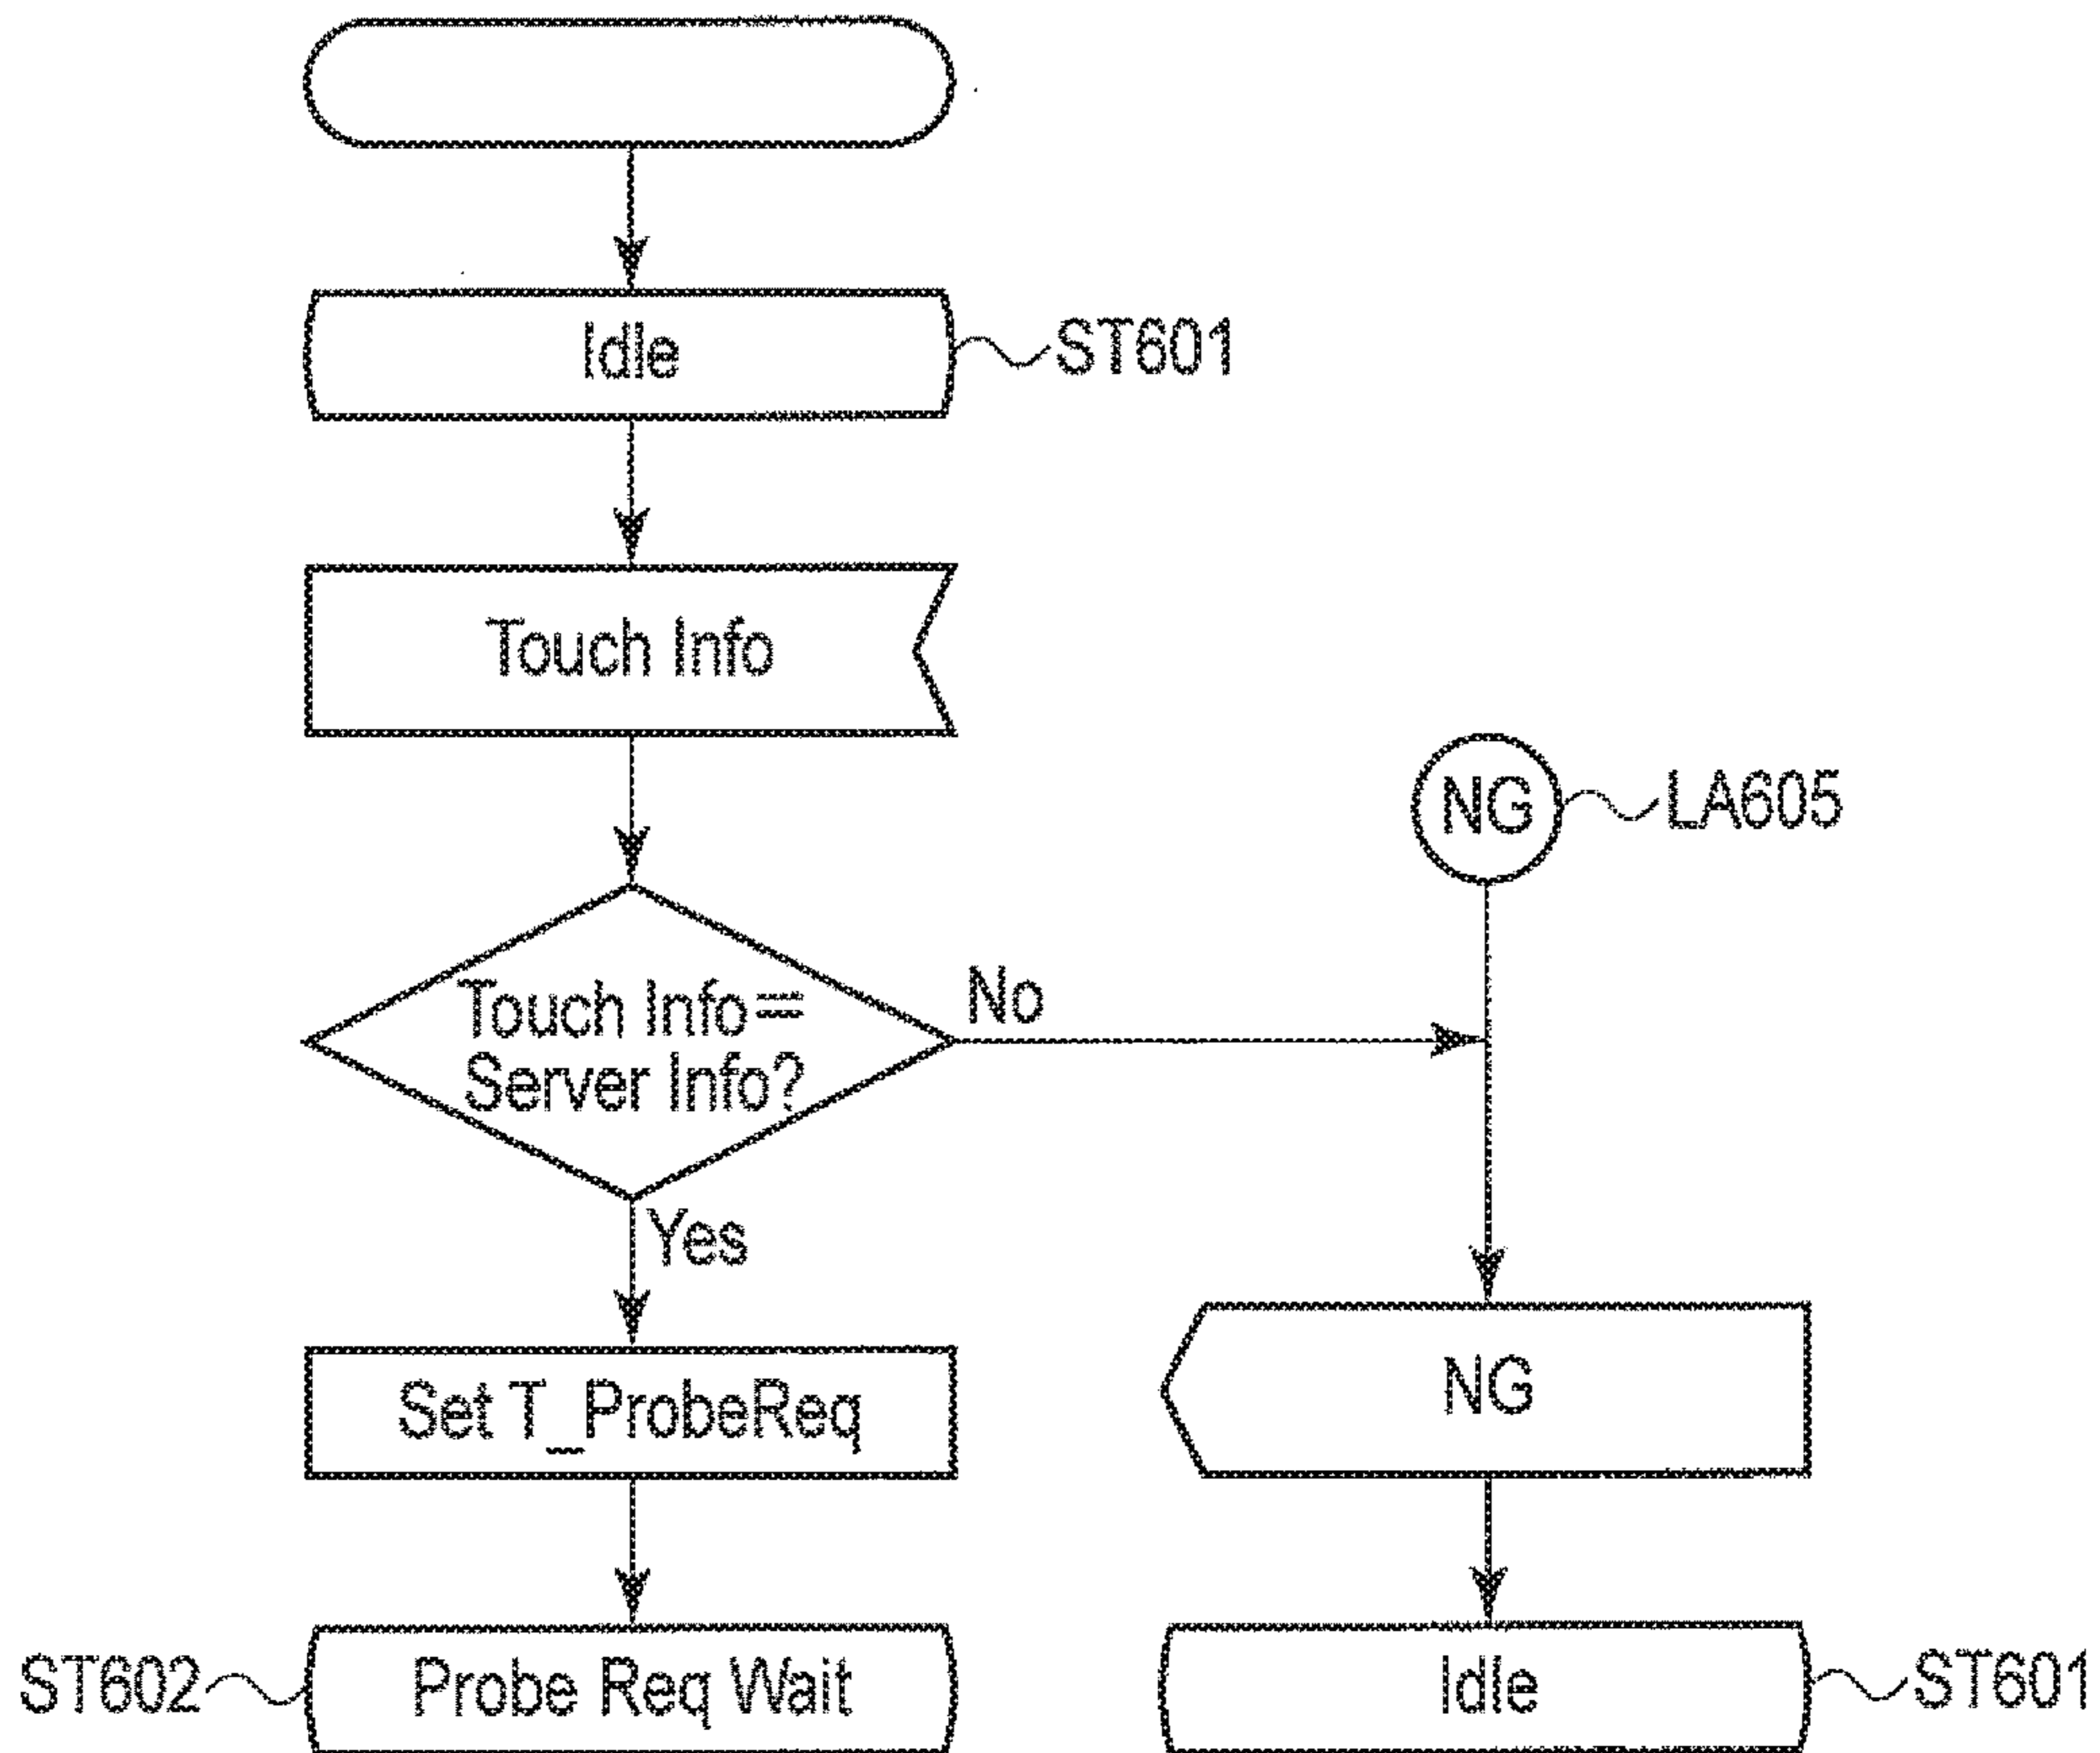 Idle
ST601
Touch Info
NG
LA605
Touch Info==
Server Info?
No
Yes
Set T_ProbeReq
NG
ST602
Probe Req Wait
Idle
ST601